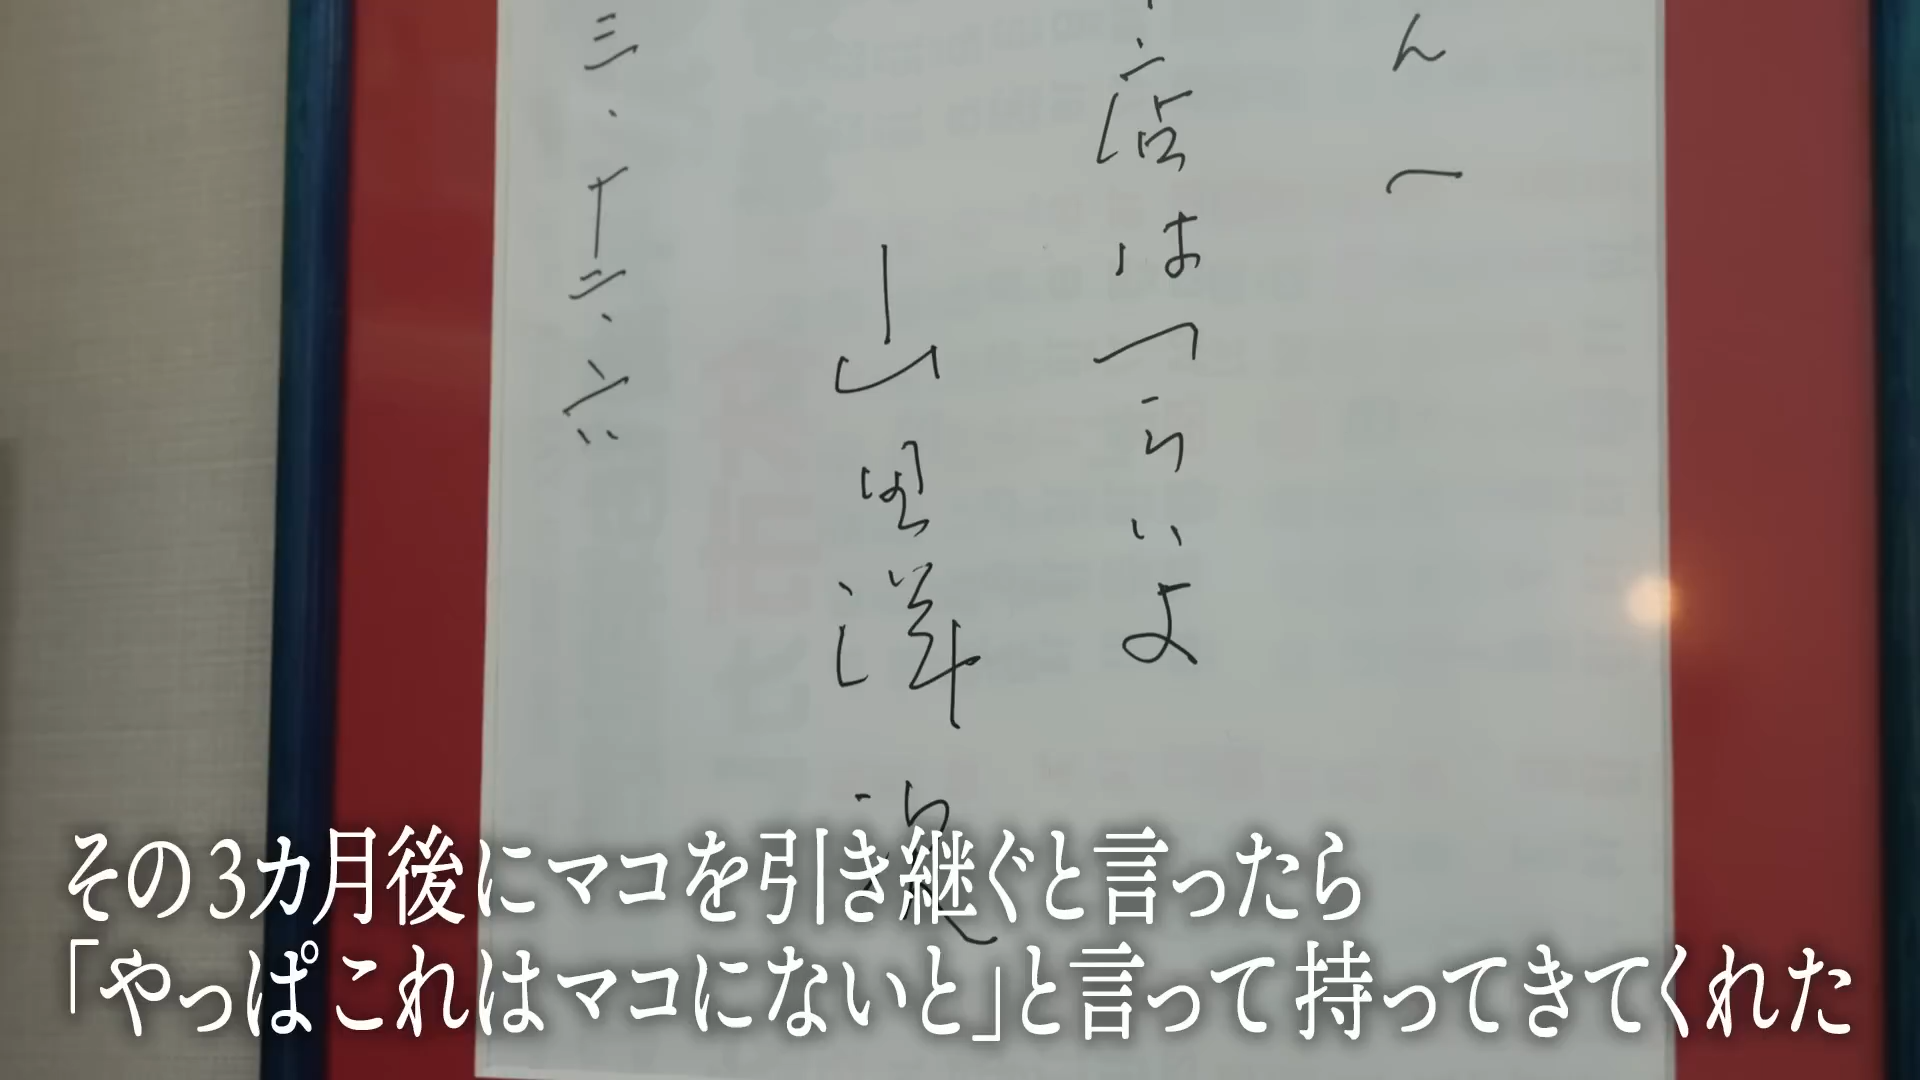 ん
へ
店はつらいよ
山田洋次
三・十二・六
その3カ月後にマコを引き継ぐと言ったら
「やっぱこれはマコにないと」と言って持ってきてくれた